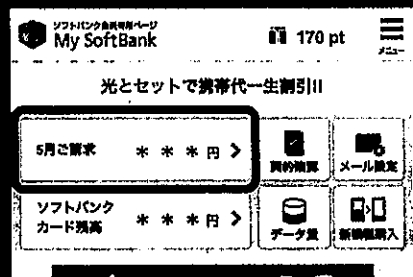 ソフトバンク会員専用ページ
My SoftBank
170 pt
メニュー
光とセットで携帯代一生割引II
5月ご請求
* * * 円
契約確認
メール設定
ソフトバンク
カード残高
* * * 円
データ量
新機種購入